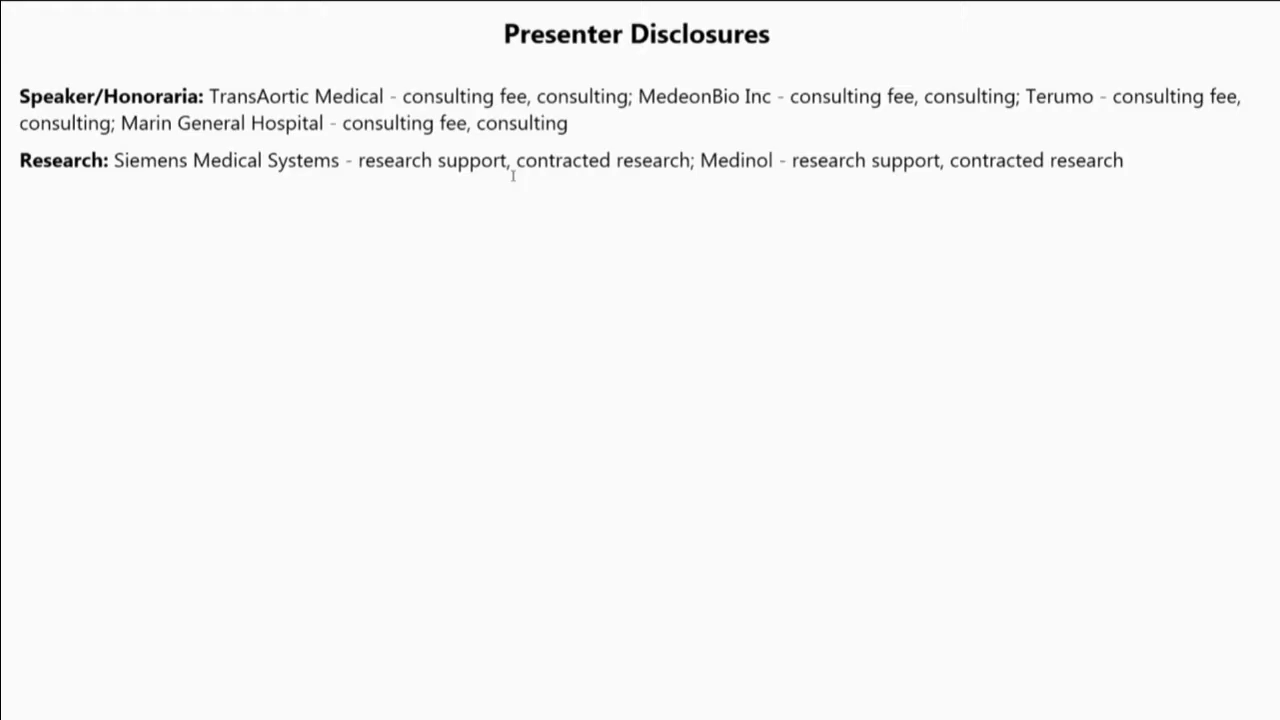 Presenter Disclosures
Speaker/Honoraria: TransAortic Medical - consulting fee, consulting; MedeonBio Inc - consulting fee, consulting; Terumo - consulting fee,
consulting; Marin General Hospital - consulting fee, consulting
Research: Siemens Medical Systems - research support, contracted research; Medinol - research support, contracted research